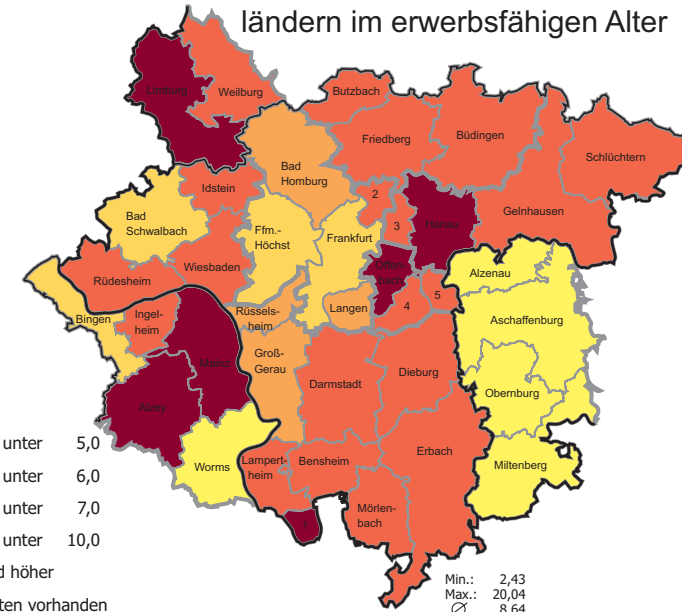 ländern im erwerbsfähigen Alter
Limburg
Weilburg
Butzbach
Friedberg
Büdingen
Schlüchtern
Bad
Homburg
Idstein
2
3
Hanau
Gelnhausen
Bad
Schwalbach
Ffm.-
Höchst
Frankfurt
Wiesbaden
Offen-
bach
Alzenau
Rüdesheim
5
4
Bingen
Ingel-
heim
Rüssels-
heim
Langen
Aschaffenburg
Mainz
Groß-
Gerau
Darmstadt
Dieburg
Obernburg
Alzey
Worms
Lampert-
heim
Bensheim
Erbach
Miltenberg
Mörlen-
bach
1
unter 5,0
unter 6,0
unter 7,0
unter 10,0
d höher
ten vorhanden
Min.: 2,43
Max.: 20,04
∅ 8,64